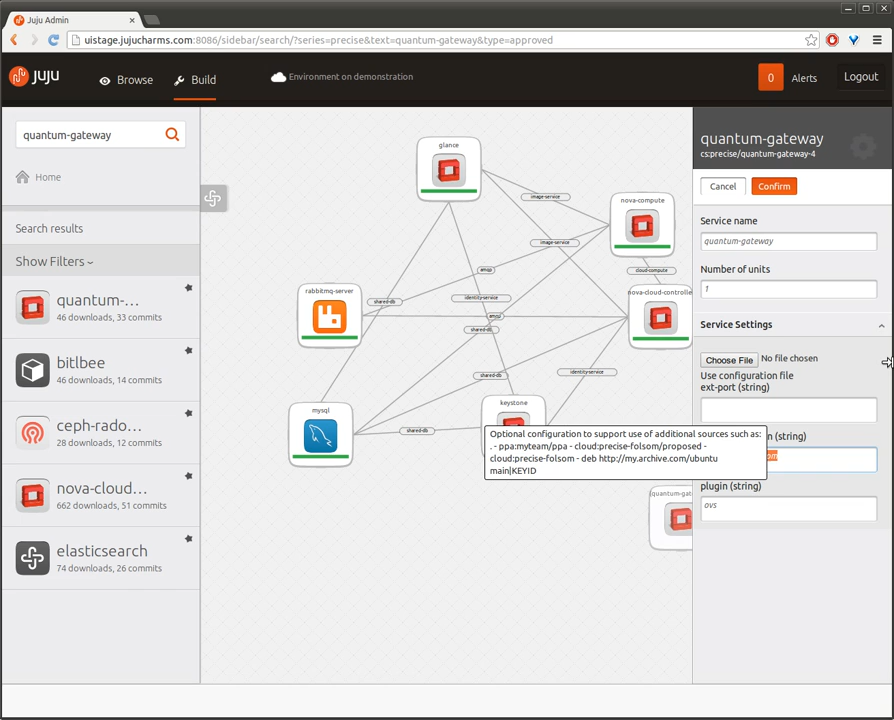 Juju Admin
uistage.jujucharms.com:8086/sidebar/search/?series=precise&text=quantum-gateway&type=approved
juju
Browse
Build
Environment on demonstration
0
Alerts
Logout
quantum-gateway
Home
Search results
Show Filters
quantum-...
46 downloads, 33 commits
bitlbee
46 downloads, 14 commits
ceph-rado...
28 downloads, 12 commits
nova-cloud...
662 downloads, 51 commits
elasticsearch
74 downloads, 26 commits
glance
nova-compute
image-service
image-service
amqp
cloud-compute
rabbitmq-server
shared-db
identity-service
nova-cloud-controlle
amqp
shared-db
identity-service
shared-db
mysql
keystone
shared-db
Optional configuration to support use of additional sources such as:
. - ppa:myteam/ppa - cloud:precise-folsom/proposed -
cloud:precise-folsom - deb http://my.archive.com/ubuntu
main|KEYID
(quantum-gat
quantum-gateway
cs:precise/quantum-gateway-4
Cancel
Confirm
Service name
quantum-gateway
Number of units
1
Service Settings
Choose File No file chosen
Use configuration file
ext-port (string)
n (string)
om
plugin (string)
ovs